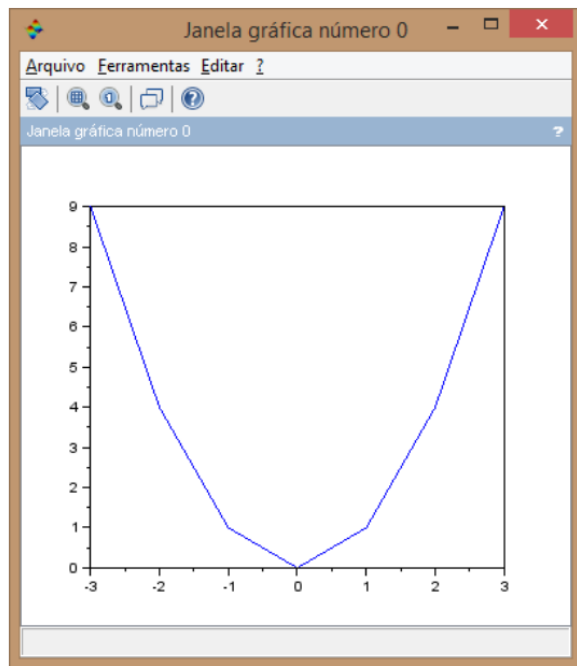 Janela gráfica número 0
Arquivo Ferramentas Editar ?
Janela gráfica número 0 ?
9
8
7
6
5
4
3
2
1
0
-3 -2 -1 0 1 2 3